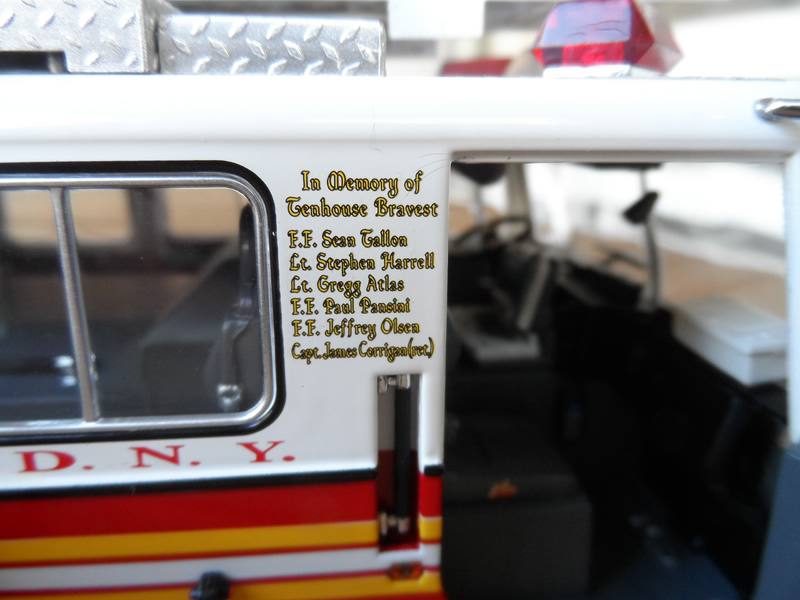 In Memory of
Tenhouse Bravest
F.F. Sean Tallon
Lt. Stephen Harrell
Lt. Gregg Atlas
F.F. Paul Pansini
F.F. Jeffrey Olsen
Capt. James Corrigan(ret.)
D. N. Y.